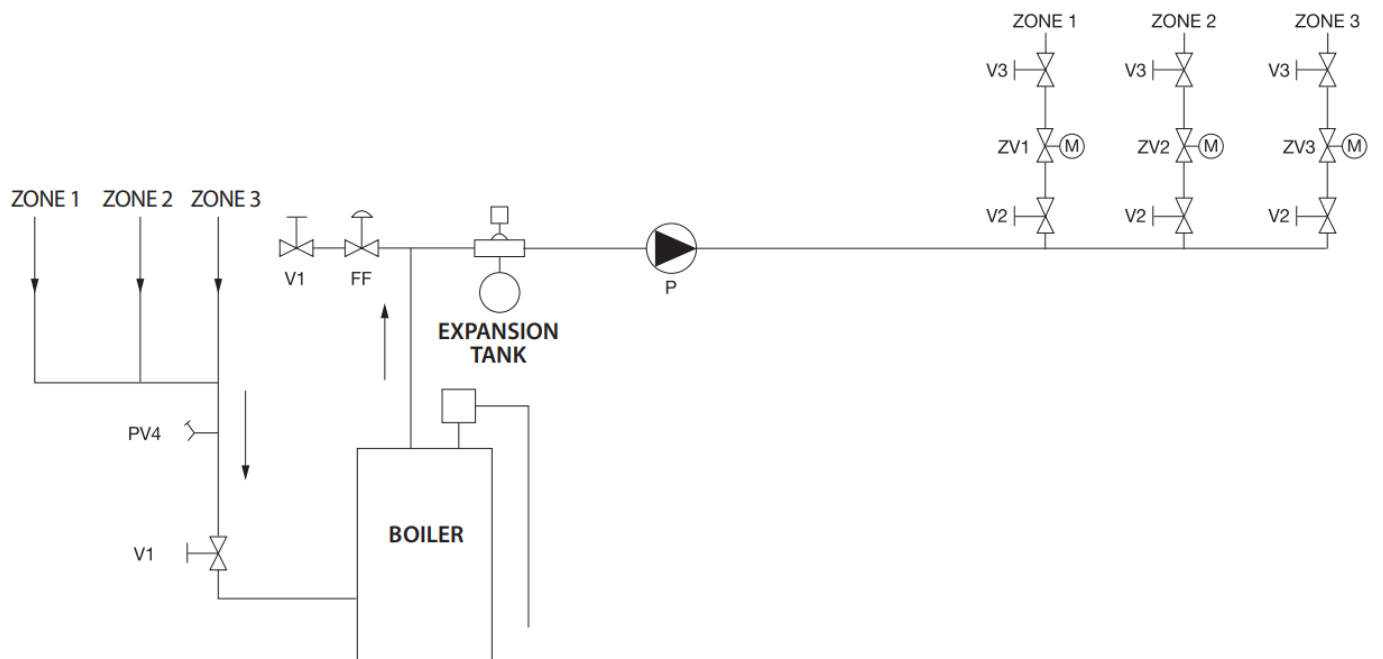 ZONE 1 ZONE 2 ZONE 3
V3 V3 V3
ZV1 M ZV2 M ZV3 M
ZONE 1 ZONE 2 ZONE 3
V2 V2 V2
V1 FF P
EXPANSION
TANK
PV4
BOILER
V1